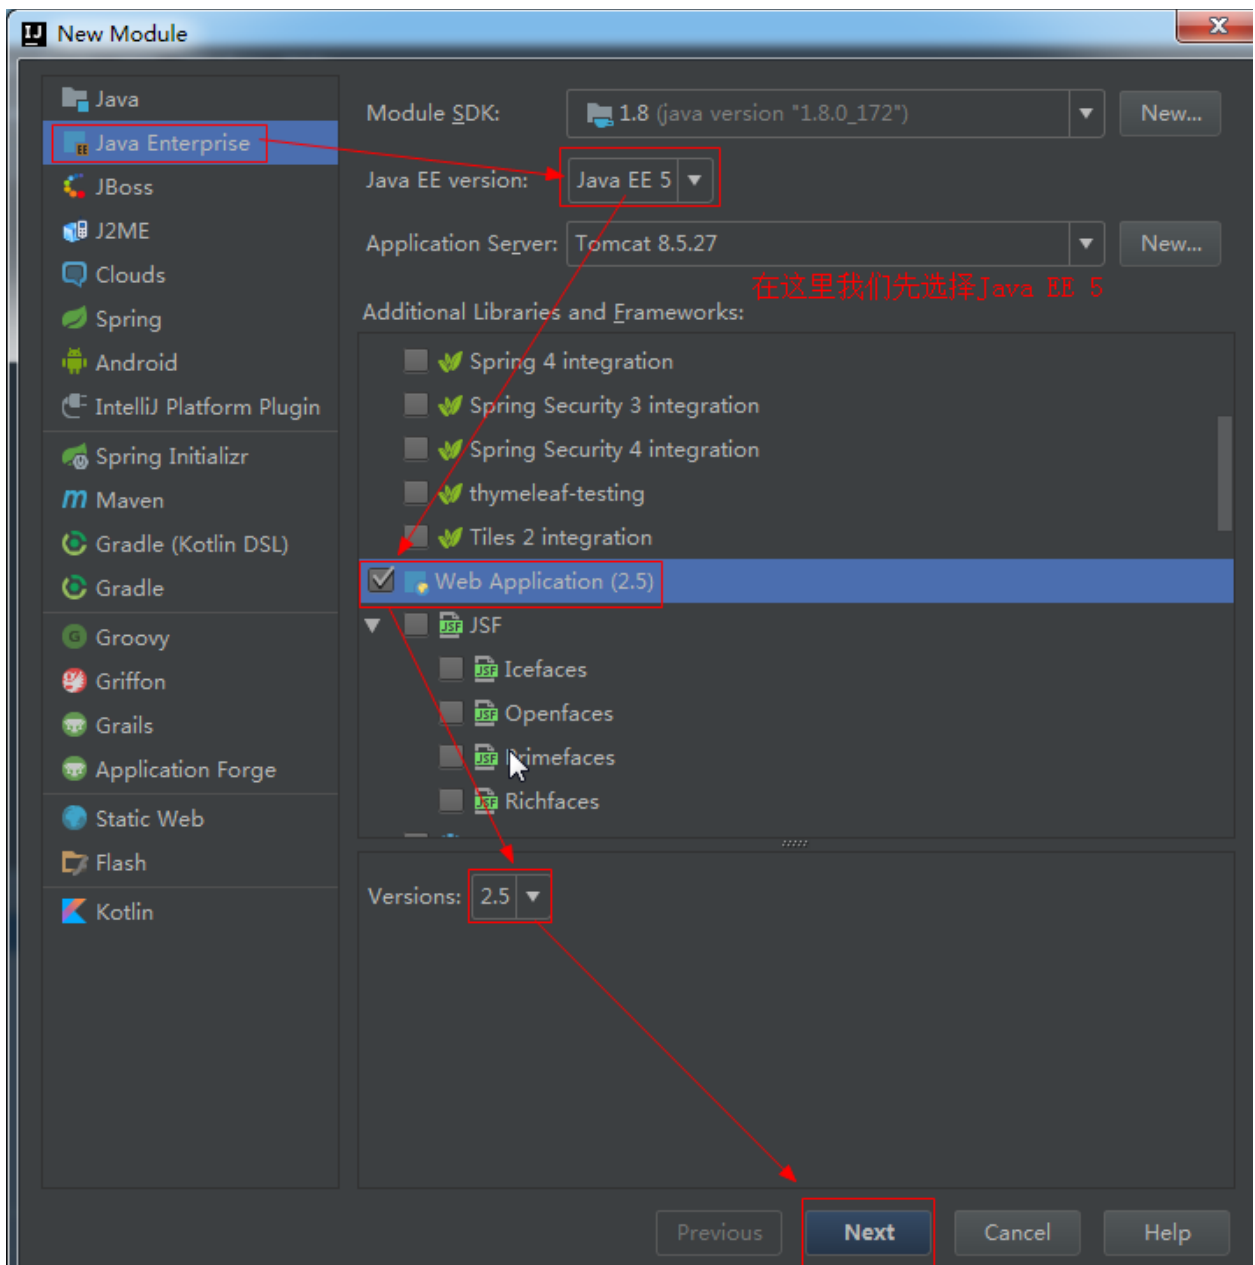 IJ New Module
Java
Java Enterprise
JBoss
J2ME
Clouds
Spring
Android
IntelliJ Platform Plugin
Spring Initializr
Maven
Gradle (Kotlin DSL)
Gradle
Groovy
Griffon
Grails
Application Forge
Static Web
Flash
Kotlin
Module SDK: 1.8 (java version "1.8.0_172") New...
Java EE version: Java EE 5
Application Server: Tomcat 8.5.27 New...
在这里我们先选择Java EE 5
Additional Libraries and Frameworks:
Spring 4 integration
Spring Security 3 integration
Spring Security 4 integration
thymeleaf-testing
Tiles 2 integration
Web Application (2.5)
JSF
Icefaces
Openfaces
Primefaces
Richfaces
Versions: 2.5
Previous Next Cancel Help